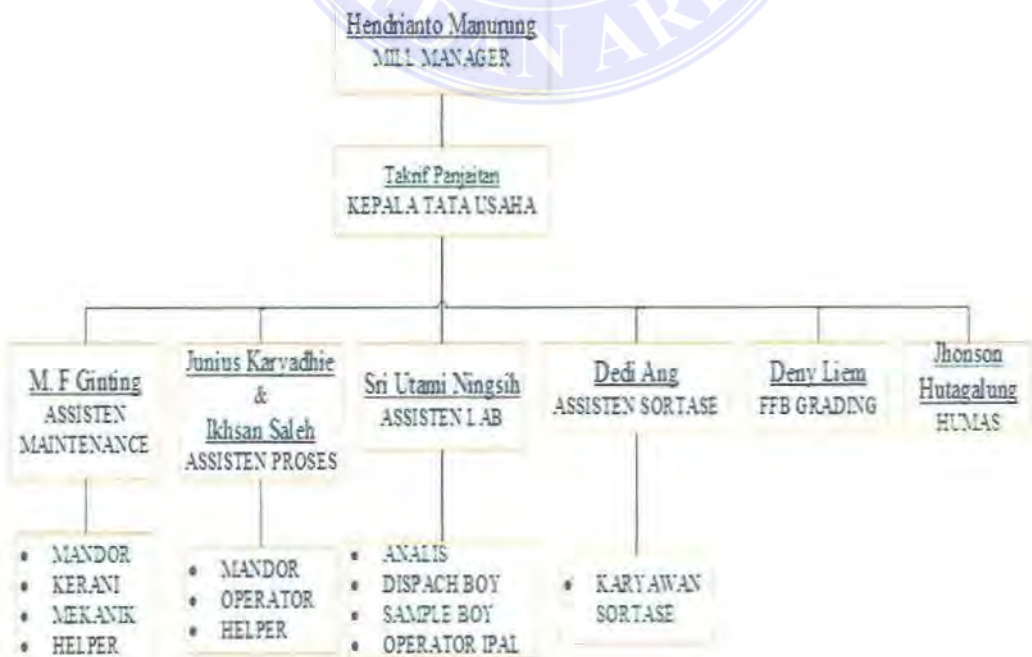 Hendrianto Manurung
MILL MANAGER
Takrif Panjaitan
KEPALA TATA USAHA
M. F Ginting
ASSISTEN
MAINTENANCE
Junius Karyadhie
&
Ikhsan Saleh
ASSISTEN PROSES
Sri Utami Ningsih
ASSISTEN LAB
Dedi Ang
ASSISTEN SORTASE
Deny Liem
FFB GRADING
Jhonson
Hutagalung
HUMAS
• MANDOR
• KERANI
• MEKANIK
• HELPER
• MANDOR
• OPERATOR
• HELPER
• ANALIS
• DISPACH BOY
• SAMPLE BOY
• OPERATOR IPAL
• KARYAWAN
SORTASE